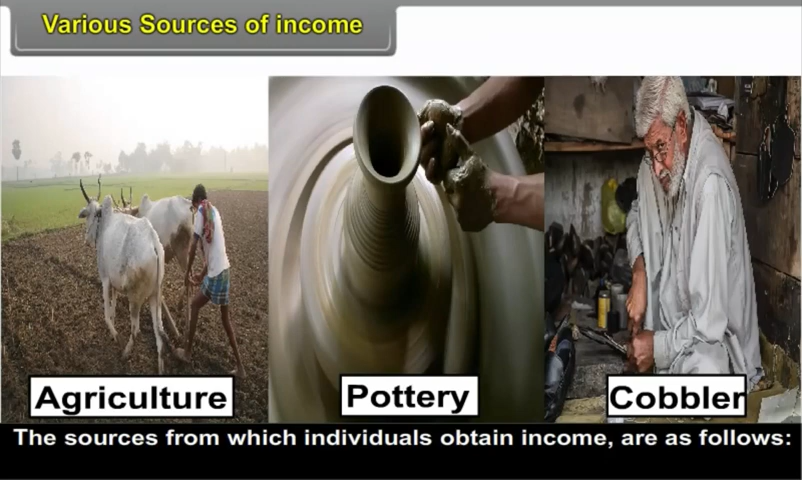 Various Sources of income
Agriculture
Pottery
Cobbler
The sources from which individuals obtain income, are as follows: